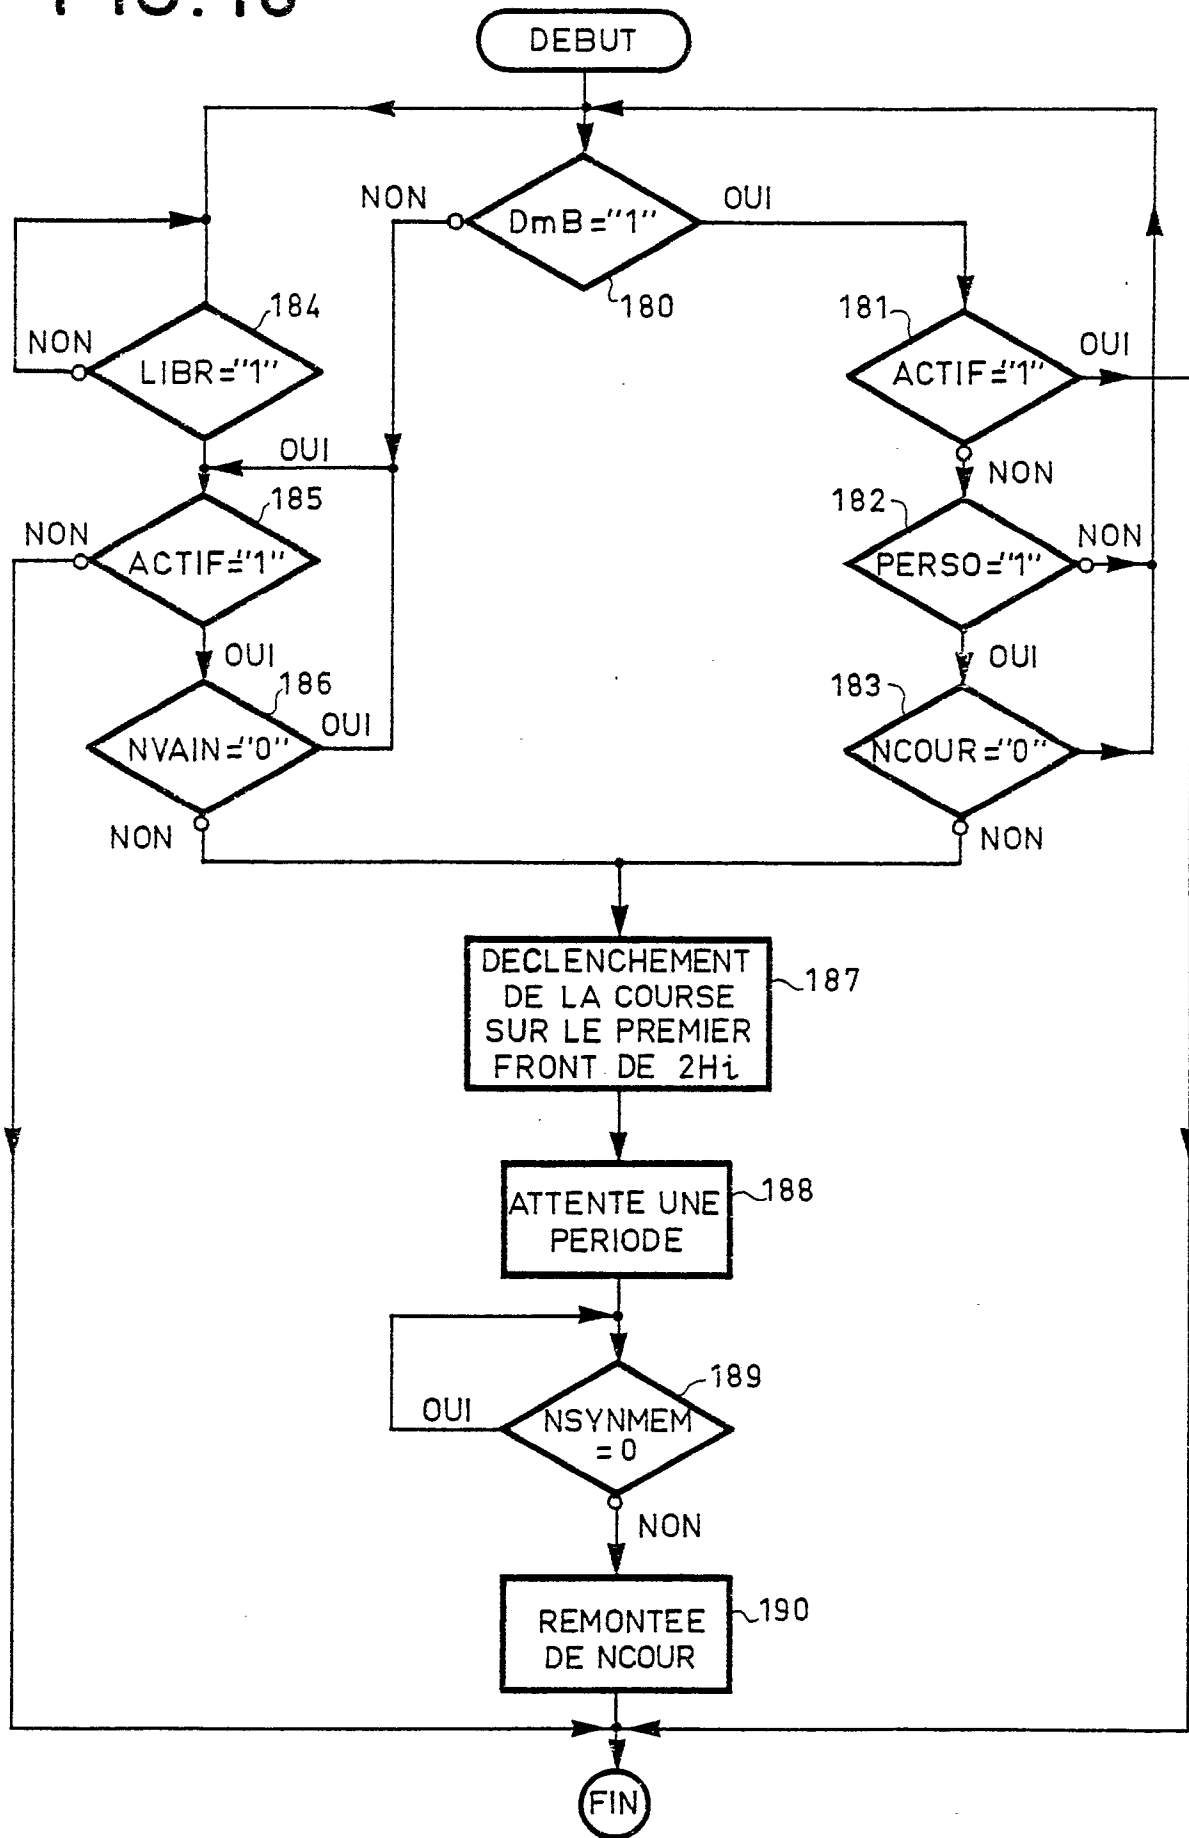 DEBUT
NON
OUI
DmB="1"
180
184
181
NON
OUI
LIBR="1"
ACTIF="1"
OUI
NON
185
182
NON
NON
ACTIF="1"
PERSO="1"
OUI
OUI
186
183
OUI
NVAIN="0"
NCOUR="0"
NON
NON
DECLENCHEMENT
DE LA COURSE
SUR LE PREMIER
FRONT DE 2Hi
187
ATTENTE UNE
PERIODE
188
189
OUI
NSYNMEM
=0
NON
REMONTEE
DE NCOUR
190
FIN